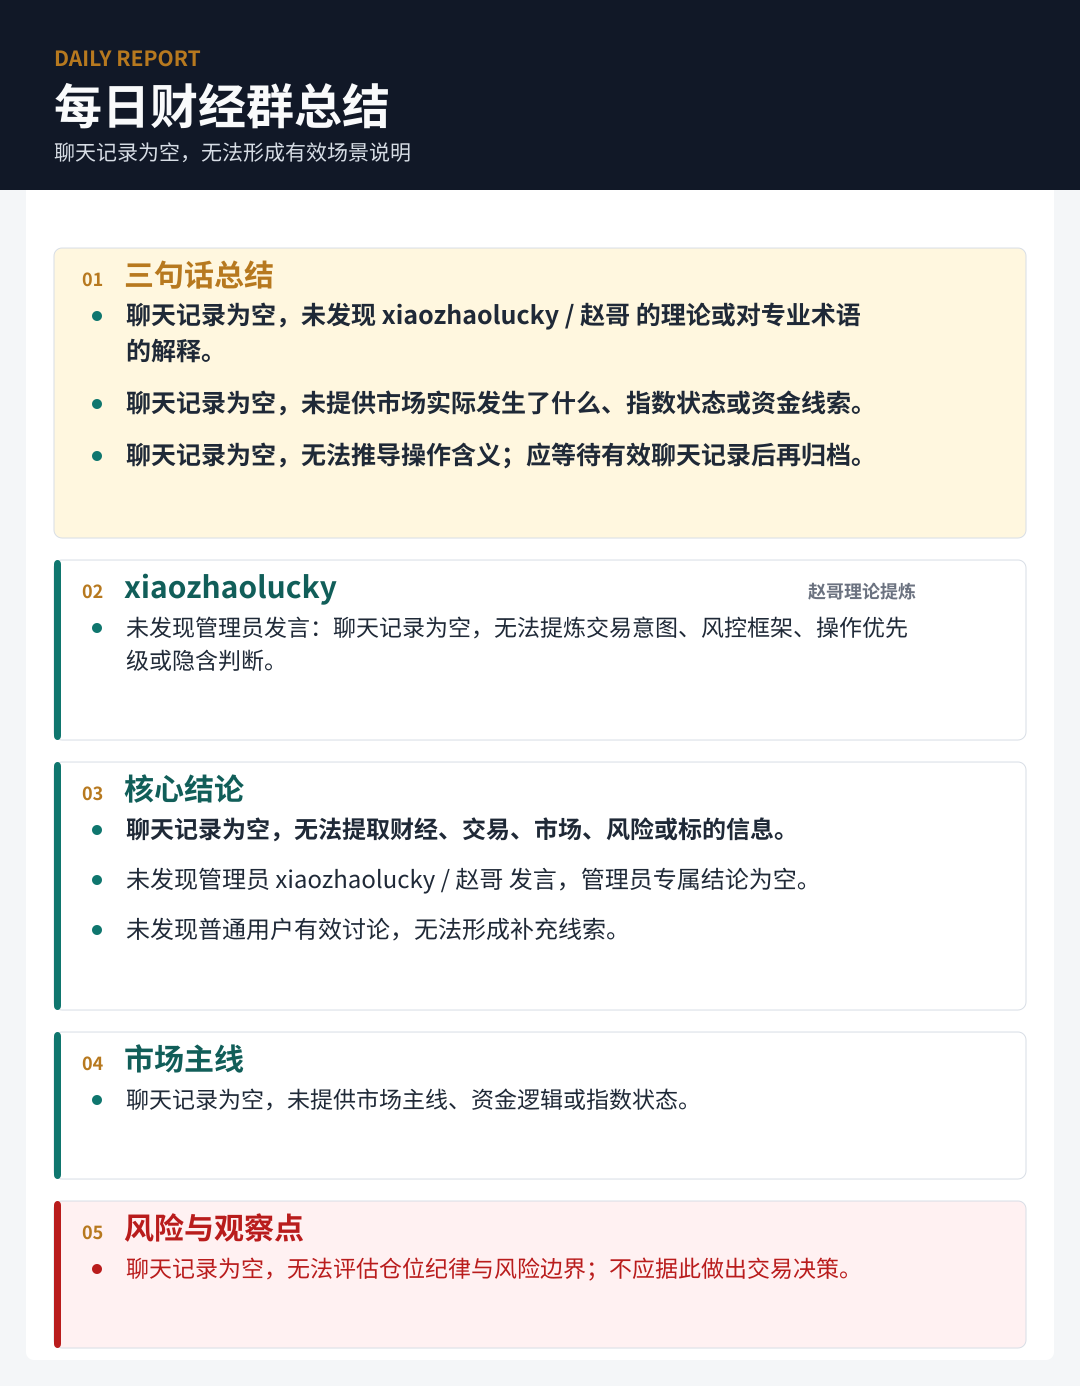 DAILY REPORT
每日财经群总结
聊天记录为空，无法形成有效场景说明
01 三句话总结
聊天记录为空，未发现 xiaozhaolucky / 赵哥 的理论或对专业术语
的解释。
聊天记录为空，未提供市场实际发生了什么、指数状态或资金线索。
聊天记录为空，无法推导操作含义；应等待有效聊天记录后再归档。
02 xiaozhaolucky 赵哥理论提炼
未发现管理员发言：聊天记录为空，无法提炼交易意图、风控框架、操作优先
级或隐含判断。
03 核心结论
聊天记录为空，无法提取财经、交易、市场、风险或标的信息。
未发现管理员 xiaozhaolucky / 赵哥 发言，管理员专属结论为空。
未发现普通用户有效讨论，无法形成补充线索。
04 市场主线
聊天记录为空，未提供市场主线、资金逻辑或指数状态。
05 风险与观察点
聊天记录为空，无法评估仓位纪律与风险边界；不应据此做出交易决策。